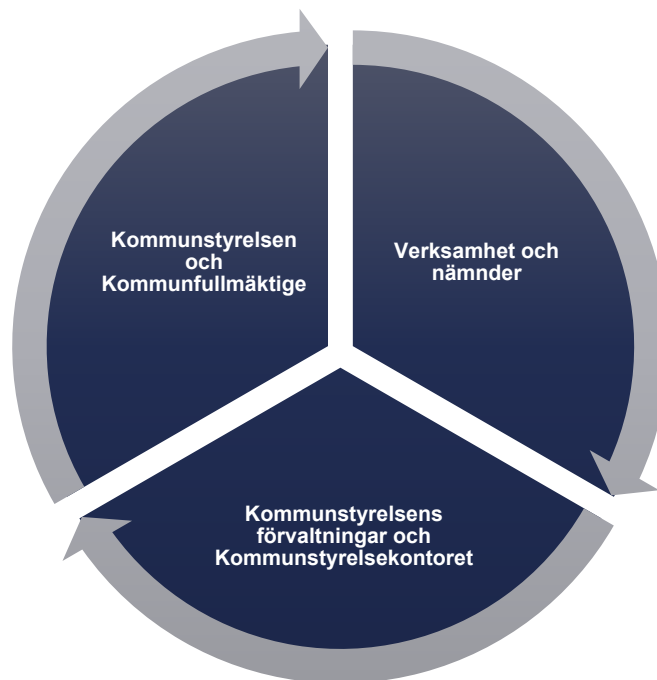 Kommunstyrelsen
och
Kommunfullmäktige
Verksamhet och
nämnder
Kommunstyrelsens
förvaltningar och
Kommunstyrelsekontoret